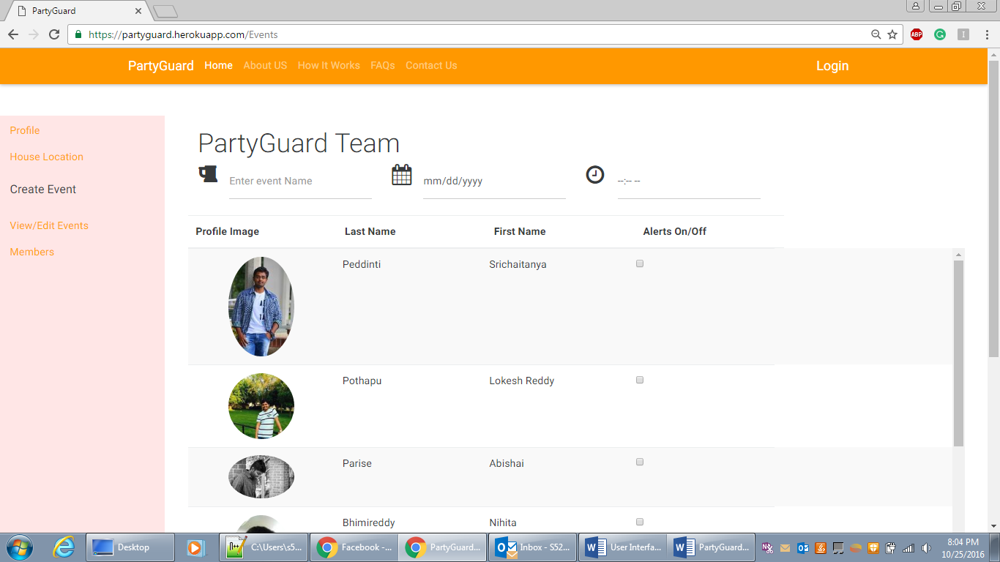 PartyGuard
https://partyguard.herokuapp.com/Events
ABP
PartyGuard Home About US How It Works FAQs Contact Us Login
Profile
House Location
Create Event
View/Edit Events
Members
PartyGuard Team
Enter event Name mm/dd/yyyy --:-- --
Profile Image Last Name First Name Alerts On/Off
Peddinti Srichaitanya
Pothapu Lokesh Reddy
Parise Abishai
Bhimireddy Nihita
Desktop C:\Users\s5... Facebook -... PartyGuard... Inbox - S52... User Interfa... PartyGuard... 8:04 PM
10/25/2016